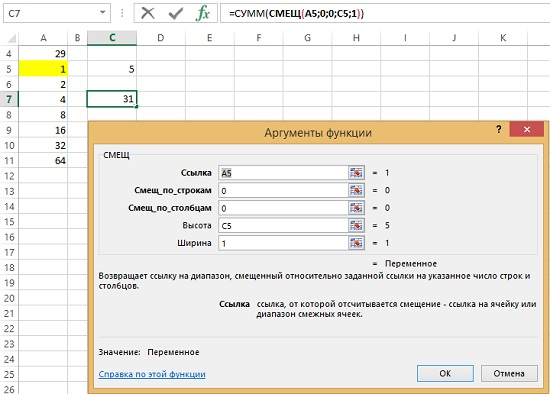 C7 =СУММ(СМЕЩ(A5;0;0;C5;1))
A B C D E F G H I J K
4 29
5 1 5
6 2
7 4 31
8 8
9 16
10 32
11 64
12
13
14
15
16
17
18
19
20
21
22
23
24
25
26
Аргументы функции ? ×
СМЕЩ
Ссылка A5 = 1
Смещ_по_строкам 0 = 0
Смещ_по_столбцам 0 = 0
Высота C5 = 5
Ширина 1 = 1
= Переменное
Возвращает ссылку на диапазон, смещенный относительно заданной ссылки на указанное число строк и
столбцов.
Ссылка ссылка, от которой отсчитывается смещение - ссылка на ячейку или
диапазон смежных ячеек.
Значение: Переменное
Справка по этой функции ОК Отмена